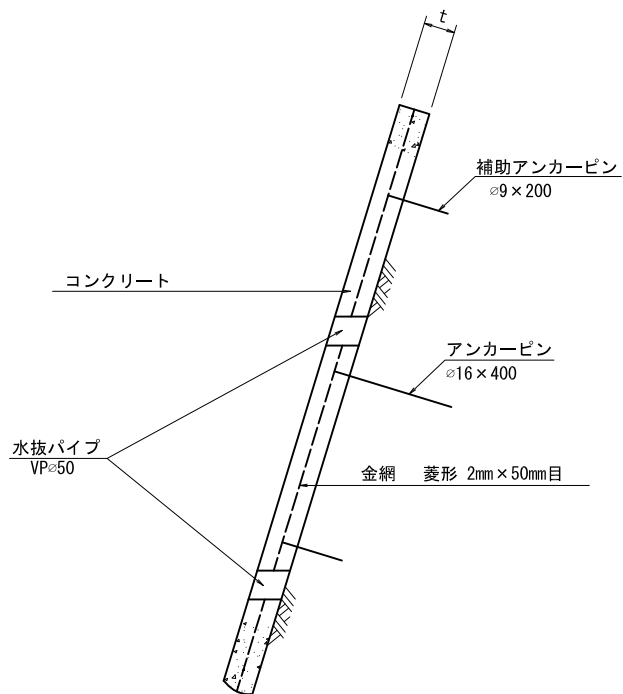 t
補助アンカーピン
⌀9×200
コンクリート
アンカーピン
⌀16×400
水抜パイプ
VP⌀50
金網 菱形 2mm×50mm目